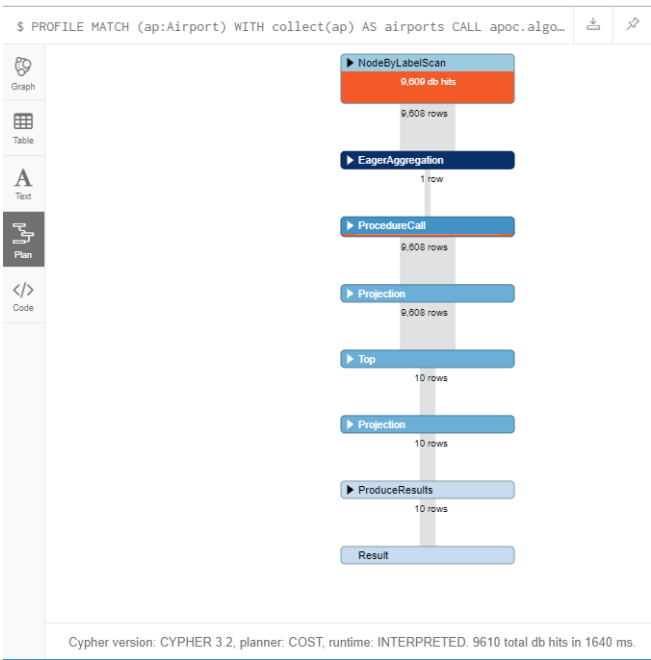 $ PROFILE MATCH (ap:Airport) WITH collect(ap) AS airports CALL apoc.algo…
Graph
Table
A
Text
Plan
</>
Code
NodeByLabelScan
9,609 db hits
9,608 rows
EagerAggregation
1 row
ProcedureCall
9,608 rows
Projection
9,608 rows
Top
10 rows
Projection
10 rows
ProduceResults
10 rows
Result
Cypher version: CYPHER 3.2, planner: COST, runtime: INTERPRETED. 9610 total db hits in 1640 ms.